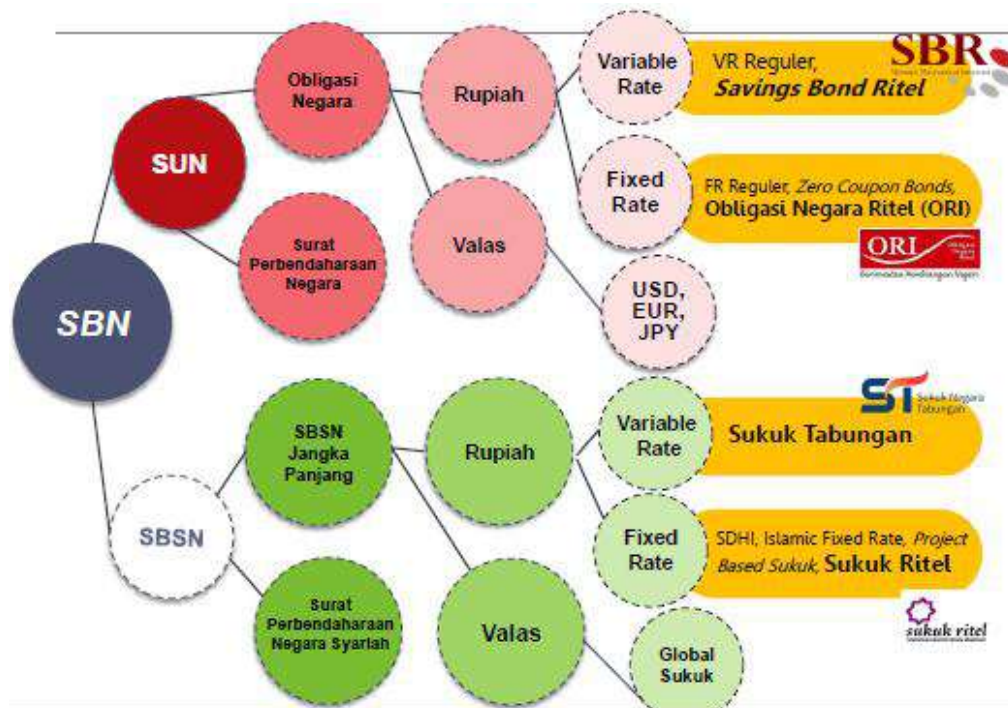 SBN
SUN
Obligasi
Negara
Surat
Perbendaharaan
Negara
Rupiah
Valas
Variable
Rate
Fixed
Rate
USD,
EUR,
JPY
VR Reguler,
Savings Bond Ritel
SBR
FR Reguler, Zero Coupon Bonds,
Obligasi Negara Ritel (ORI)
ORI
SBSN
SBSN
Jangka
Panjang
Surat
Perbendaharaan
Negara Syariah
Rupiah
Valas
Variable
Rate
Fixed
Rate
Global
Sukuk
ST Sukuk Negara
Tabungan
Sukuk Tabungan
SDHI, Islamic Fixed Rate, Project
Based Sukuk, Sukuk Ritel
sukuk ritel